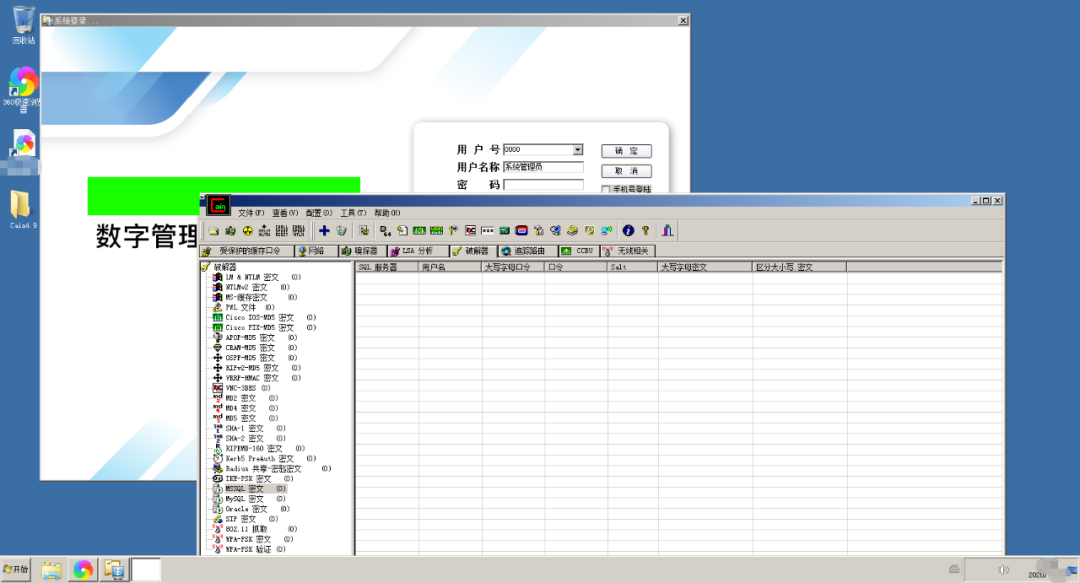 回收站
系统登录...
360极速浏览器
Cain4.9
用 户 号 0000
确 定
用户名称 系统管理员
取 消
密 码
手机号登陆
数字管理
Cain
文件(F) 查看(V) 配置(O) 工具(T) 帮助(H)
受保护的缓存口令 网络 嗅探器 LSA 分析 破解器 追踪路由 CCDU 无线相关
破解器
LM & NTLM 密文 (0)
NTLMv2 密文 (0)
MS-缓存密文 (0)
PWL 文件 (0)
Cisco IOS-MD5 密文 (0)
Cisco PIX-MD5 密文 (0)
APOP-MD5 密文 (0)
CRAM-MD5 密文 (0)
OSPF-MD5 密文 (0)
RIPv2-MD5 密文 (0)
VRRP-HMAC 密文 (0)
VNC-3DES (0)
MD2 密文 (0)
MD4 密文 (0)
MD5 密文 (0)
SHA-1 密文 (0)
SHA-2 密文 (0)
RIPEMD-160 密文 (0)
Kerb5 PreAuth 密文 (0)
Radius 共享-密匙密文 (0)
IKE-PSK 密文 (0)
MSSQL 密文 (0)
MySQL 密文 (0)
Oracle 密文 (0)
SIP 密文 (0)
802.11 抓取 (0)
WPA-PSK 密文 (0)
WPA-PSK 验证 (0)
SQL 服务器 用户名 大写字母口令 口令 Salt 大写字母密文 区分大小写 密文
开始
2020/